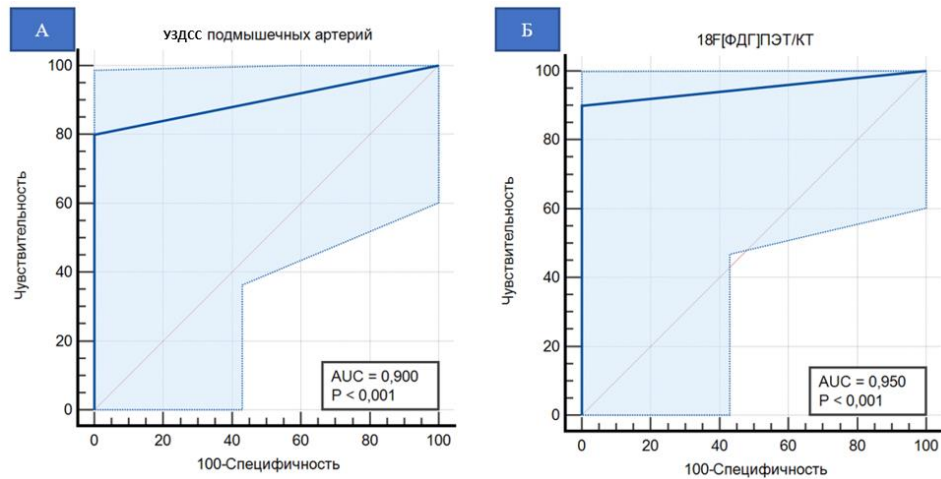 А
УЗДСС подмышечных артерий
Чувствительность
100
80
60
40
20
0
AUC = 0,900
P < 0,001
0 20 40 60 80 100
100-Специфичность
Б
18F[ФДГ]ПЭТ/КТ
Чувствительность
100
80
60
40
20
0
AUC = 0,950
P < 0,001
0 20 40 60 80 100
100-Специфичность